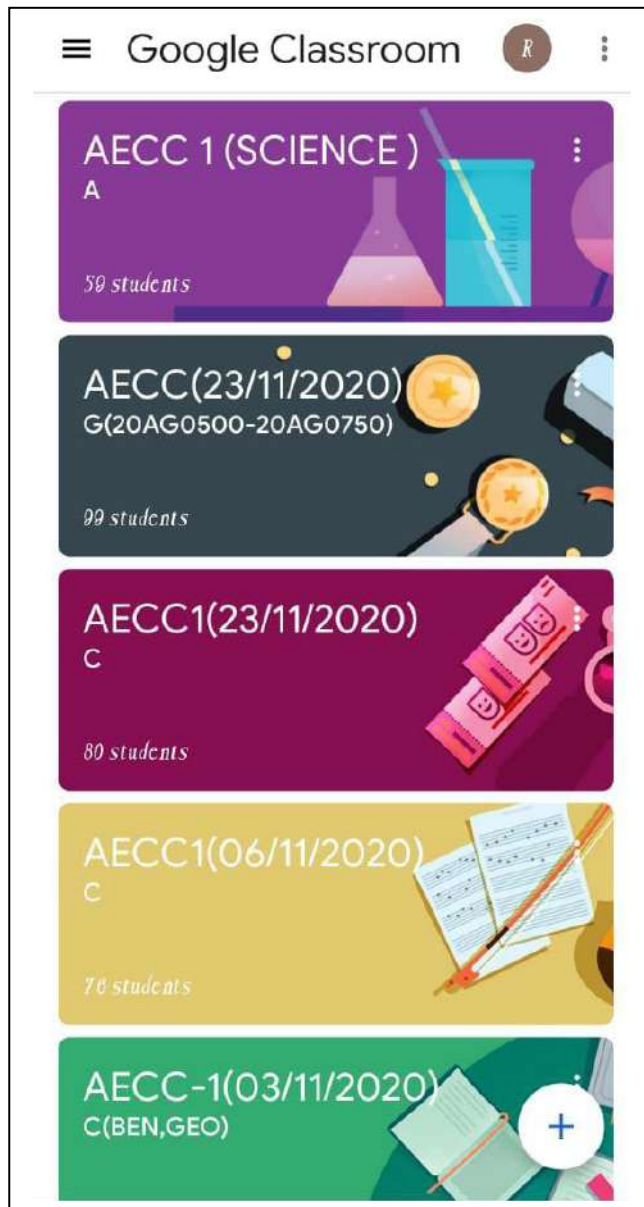 Google Classroom R
AECC 1 (SCIENCE )
A
59 students
AECC(23/11/2020)
G(20AG0500-20AG0750)
99 students
AECC1(23/11/2020)
C
80 students
AECC1(06/11/2020)
C
76 students
AECC-1(03/11/2020)
C(BEN,GEO)